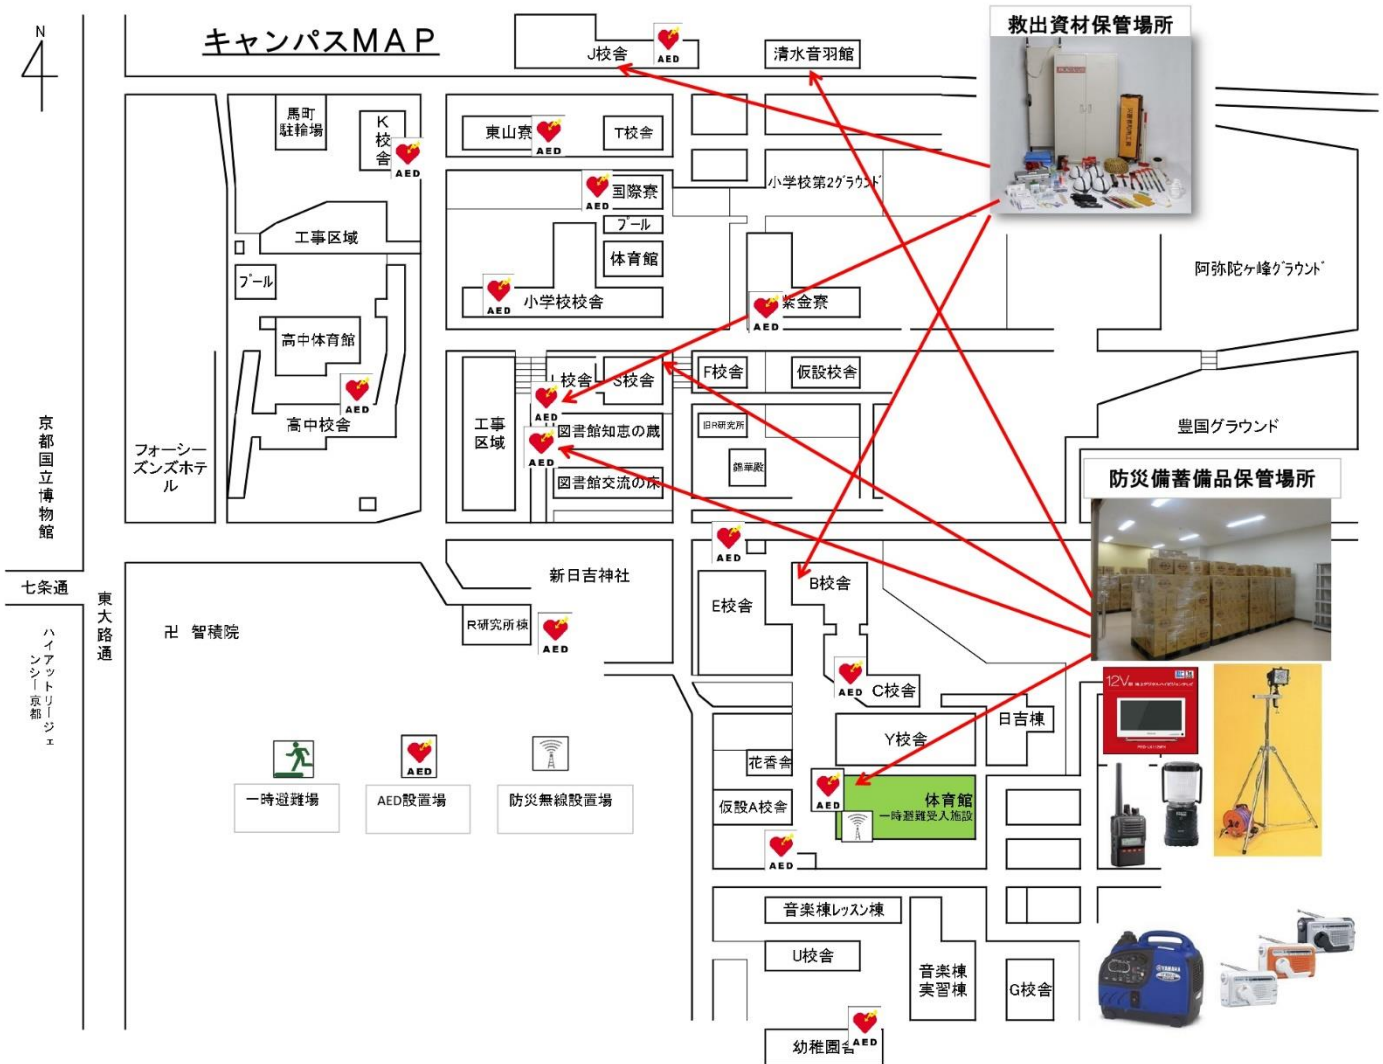 N
キャンパスMAP
救出資材保管場所
J校舎
AED
清水音羽館
馬町
駐輪場
K
校
舎
AED
東山寮
AED
T校舎
小学校第2グラウンド
国際寮
AED
プール
体育館
工事区域
プール
阿弥陀ヶ峰グラウンド
小学校校舎
AED
紫金寮
AED
高中体育館
校舎
S校舎
F校舎
仮設校舎
AED
AED
高中校舎
工事
区域
図書館知恵の蔵
AED
旧R研究所
錦華殿
図書館交流の床
豊国グラウンド
京都国立博物館
フォーシー
ズンズホテ
ル
防災備蓄備品保管場所
AED
七条通
東大路通
新日吉神社
B校舎
E校舎
R研究所棟
AED
卍 智積院
ハイアットリージェ
ンシー京都
AED
C校舎
12V
日吉棟
Y校舎
花香舎
AED
一時避難場
AED
AED設置場
防災無線設置場
仮設A校舎
体育館
一時避難受入施設
AED
音楽棟レッスン棟
U校舎
音楽棟
実習棟
G校舎
YAMAHA
幼稚園舎
AED